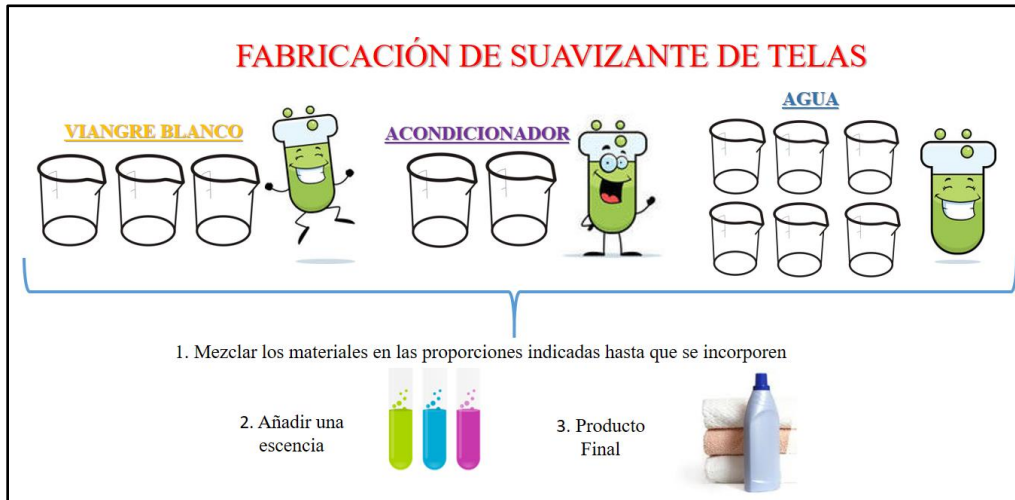 FABRICACIÓN DE SUAVIZANTE DE TELAS
VIANGRE BLANCO
ACONDICIONADOR
AGUA
1. Mezclar los materiales en las proporciones indicadas hasta que se incorporen
2. Añadir una
escencia
3. Producto
Final